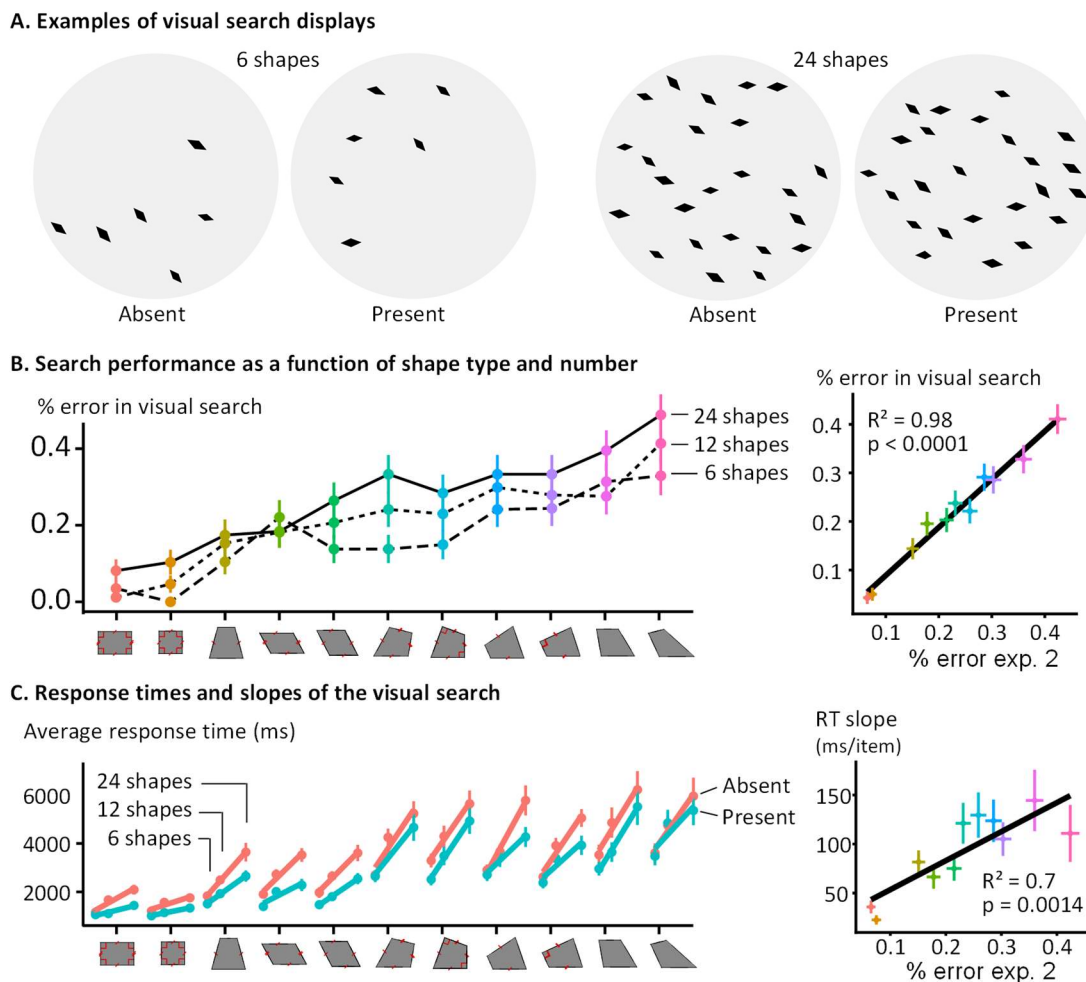 A. Examples of visual search displays
6 shapes
24 shapes
Absent
Present
Absent
Present
B. Search performance as a function of shape type and number
% error in visual search
0.4
0.2
0.0
24 shapes
12 shapes
6 shapes
% error in visual search
R² = 0.98
p < 0.0001
0.4
0.3
0.2
0.1
0.1
0.2
0.3
0.4
% error exp. 2
C. Response times and slopes of the visual search
Average response time (ms)
24 shapes
12 shapes
6 shapes
6000
4000
2000
Absent
Present
RT slope
(ms/item)
150
100
50
R² = 0.7
p = 0.0014
0.1
0.2
0.3
0.4
% error exp. 2